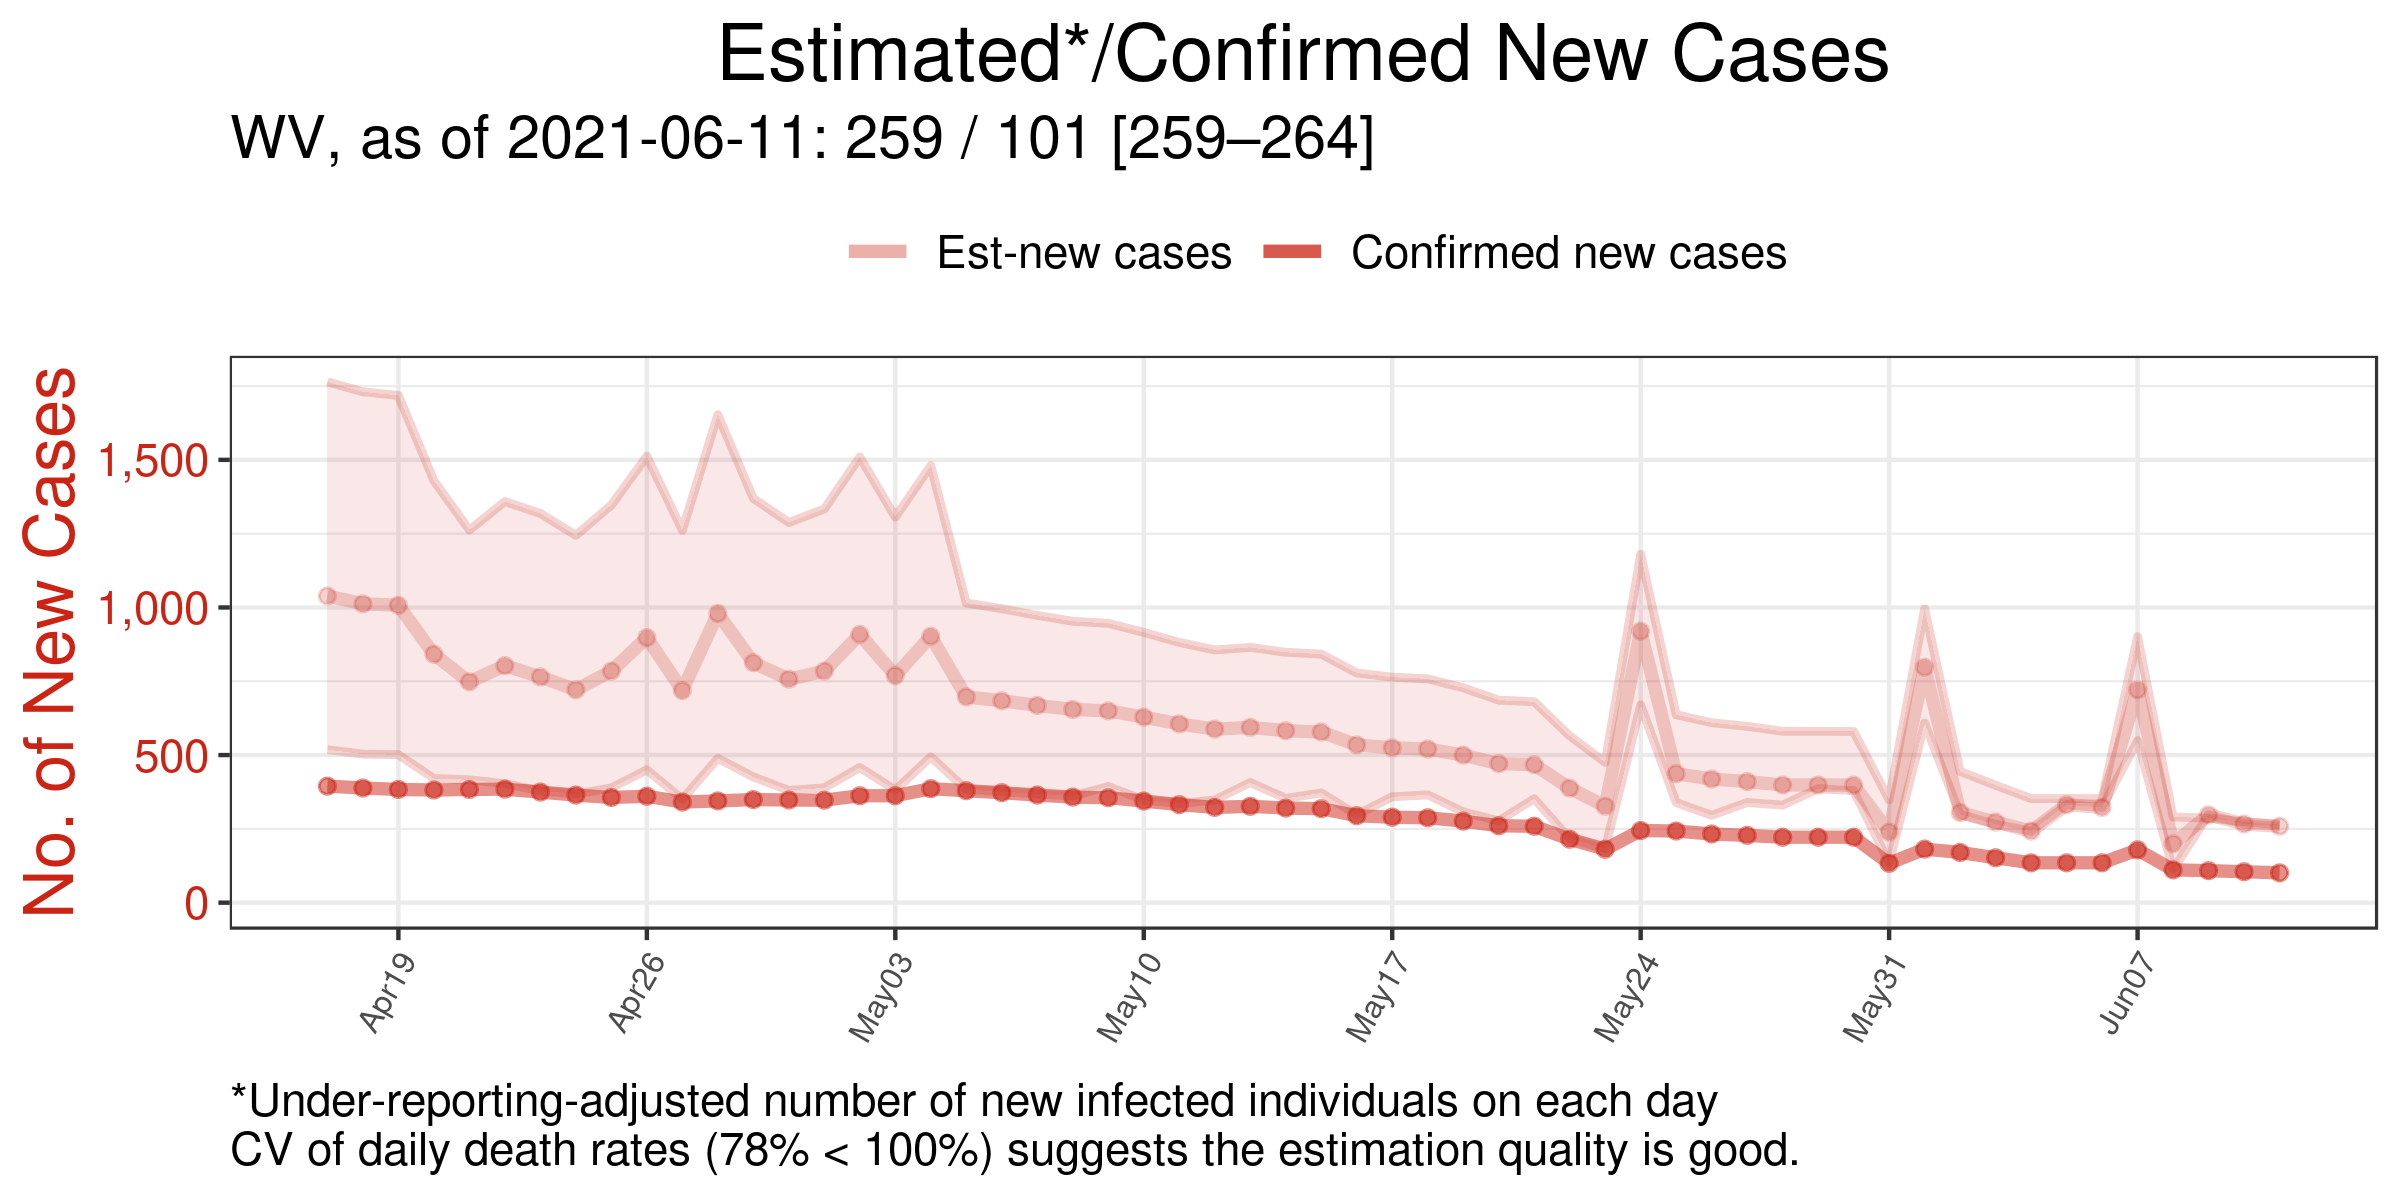 Estimated*/Confirmed New Cases
WV, as of 2021-06-11: 259 / 101 [259–264]
Est-new cases
Confirmed new cases
No. of New Cases
1,500
1,000
500
0
Apr19
Apr26
May03
May10
May17
May24
May31
Jun07
*Under-reporting-adjusted number of new infected individuals on each day
CV of daily death rates (78% < 100%) suggests the estimation quality is good.